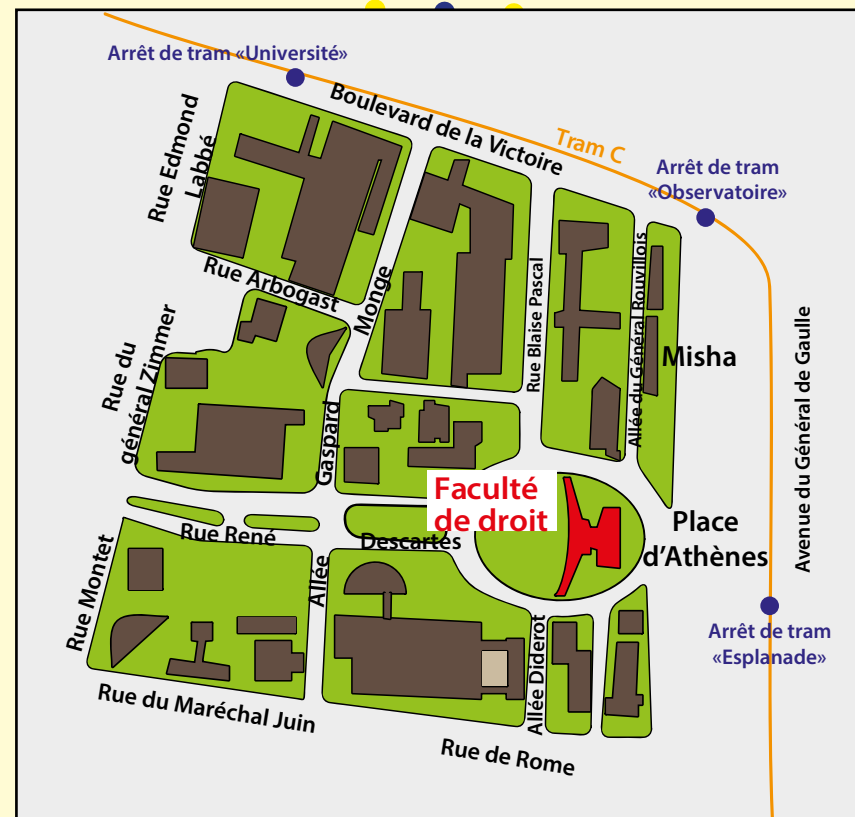 Arrêt de tram «Université»
Boulevard de la Victoire
Tram C
Arrêt de tram
«Observatoire»
Rue Edmond
Labbé
Rue Arbogast
Monge
Rue Blaise Pascal
Allée du Général Rouvillois
Misha
Avenue du Général de Gaulle
Rue du
général Zimmer
Gaspard
Faculté
de droit
Place
d'Athènes
Rue René
Descartes
Allée
Rue Montet
Allée Diderot
Arrêt de tram
«Esplanade»
Rue du Maréchal Juin
Rue de Rome